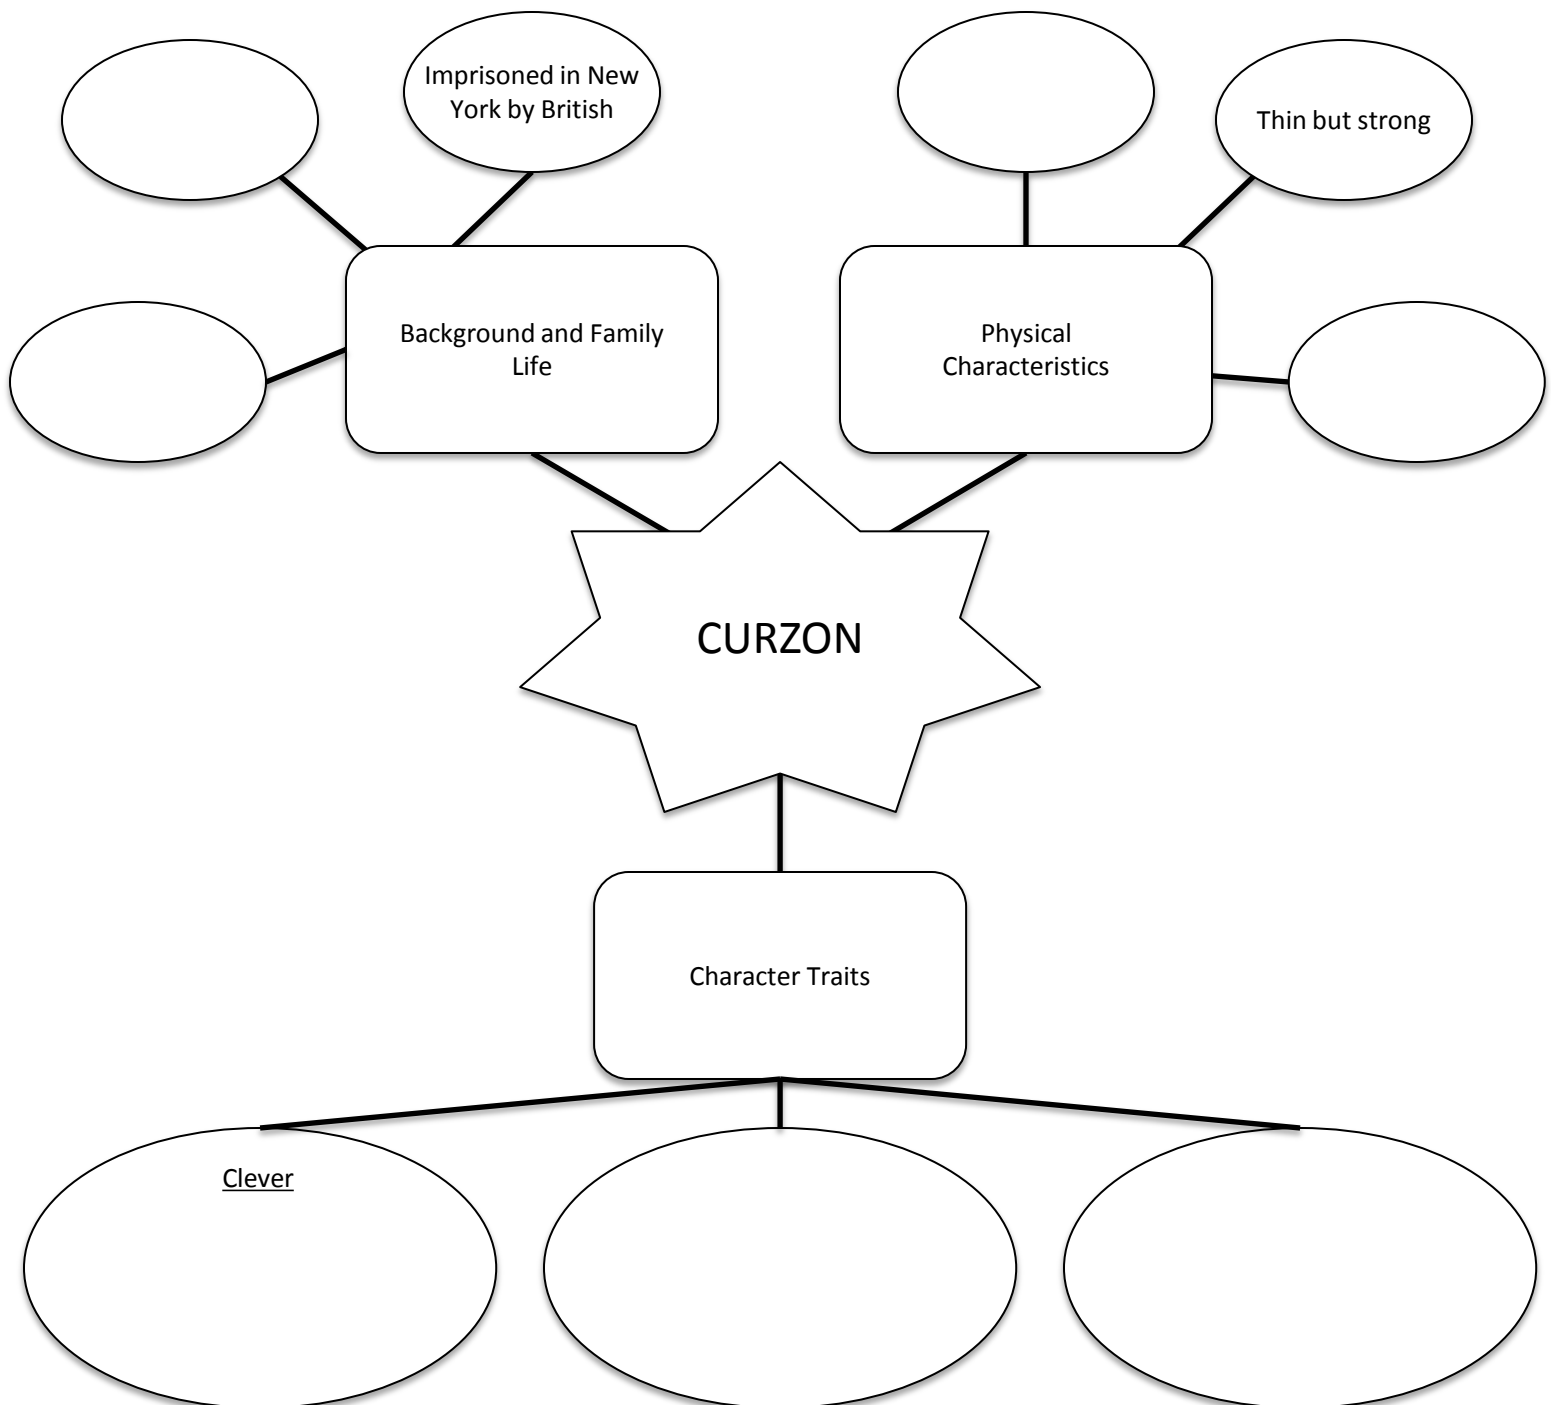 Imprisoned in New
York by British
Thin but strong
Background and Family
Life
Physical
Characteristics
CURZON
Character Traits
Clever